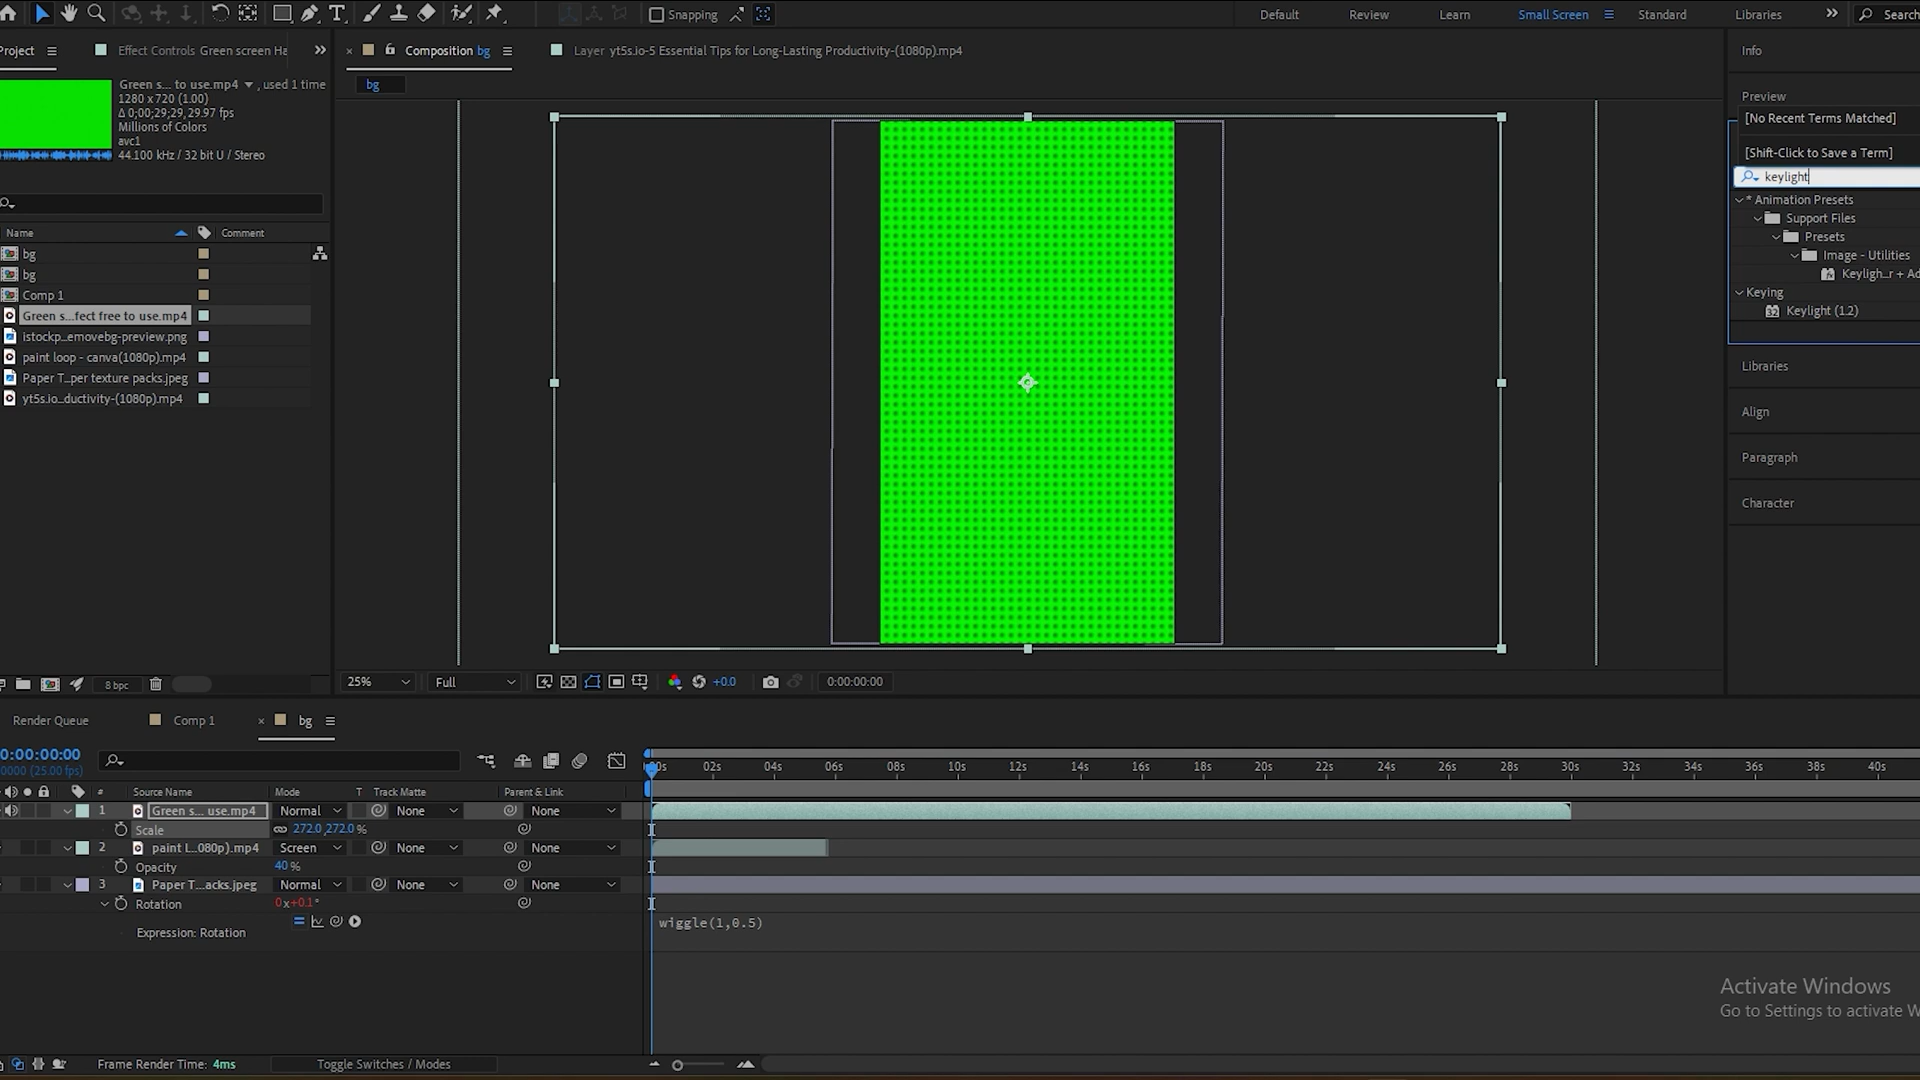 Snapping
Default
Review
Learn
Small Screen
Standard
Libraries
Search
Project
Effect Controls Green screen Ha
Composition bg
Layer yt5s.io-5 Essential Tips for Long-Lasting Productivity-(1080p).mp4
Info
bg
Green s... to use.mp4 , used 1 time
1280 x 720 (1.00)
Δ 0;00;29;29, 29.97 fps
Millions of Colors
avc1
44.100 kHz / 32 bit U / Stereo
Preview
[No Recent Terms Matched]
[Shift-Click to Save a Term]
keylight
* Animation Presets
Support Files
Presets
Image - Utilities
Keyligh...r + Ad
Keying
Keylight (1.2)
Libraries
Align
Paragraph
Character
Name
Comment
bg
bg
Comp 1
Green s...fect free to use.mp4
istockp...emovebg-preview.png
paint loop - canva(1080p).mp4
Paper T...per texture packs.jpeg
yt5s.io...ductivity-(1080p).mp4
8 bpc
25%
Full
+0.0
0:00:00:00
Render Queue
Comp 1
bg
0:00:00:00
0000 (25.00 fps)
00s 02s 04s 06s 08s 10s 12s 14s 16s 18s 20s 22s 24s 26s 28s 30s 32s 34s 36s 38s 40s
# Source Name Mode T Track Matte Parent & Link
1 Green s... use.mp4 Normal None None
Scale 272.0,272.0 %
2 paint l...080p).mp4 Screen None None
Opacity 40 %
3 Paper T...acks.jpeg Normal None None
Rotation 0x+0.1°
Expression: Rotation
wiggle(1,0.5)
Activate Windows
Go to Settings to activate W
Frame Render Time: 4ms
Toggle Switches / Modes